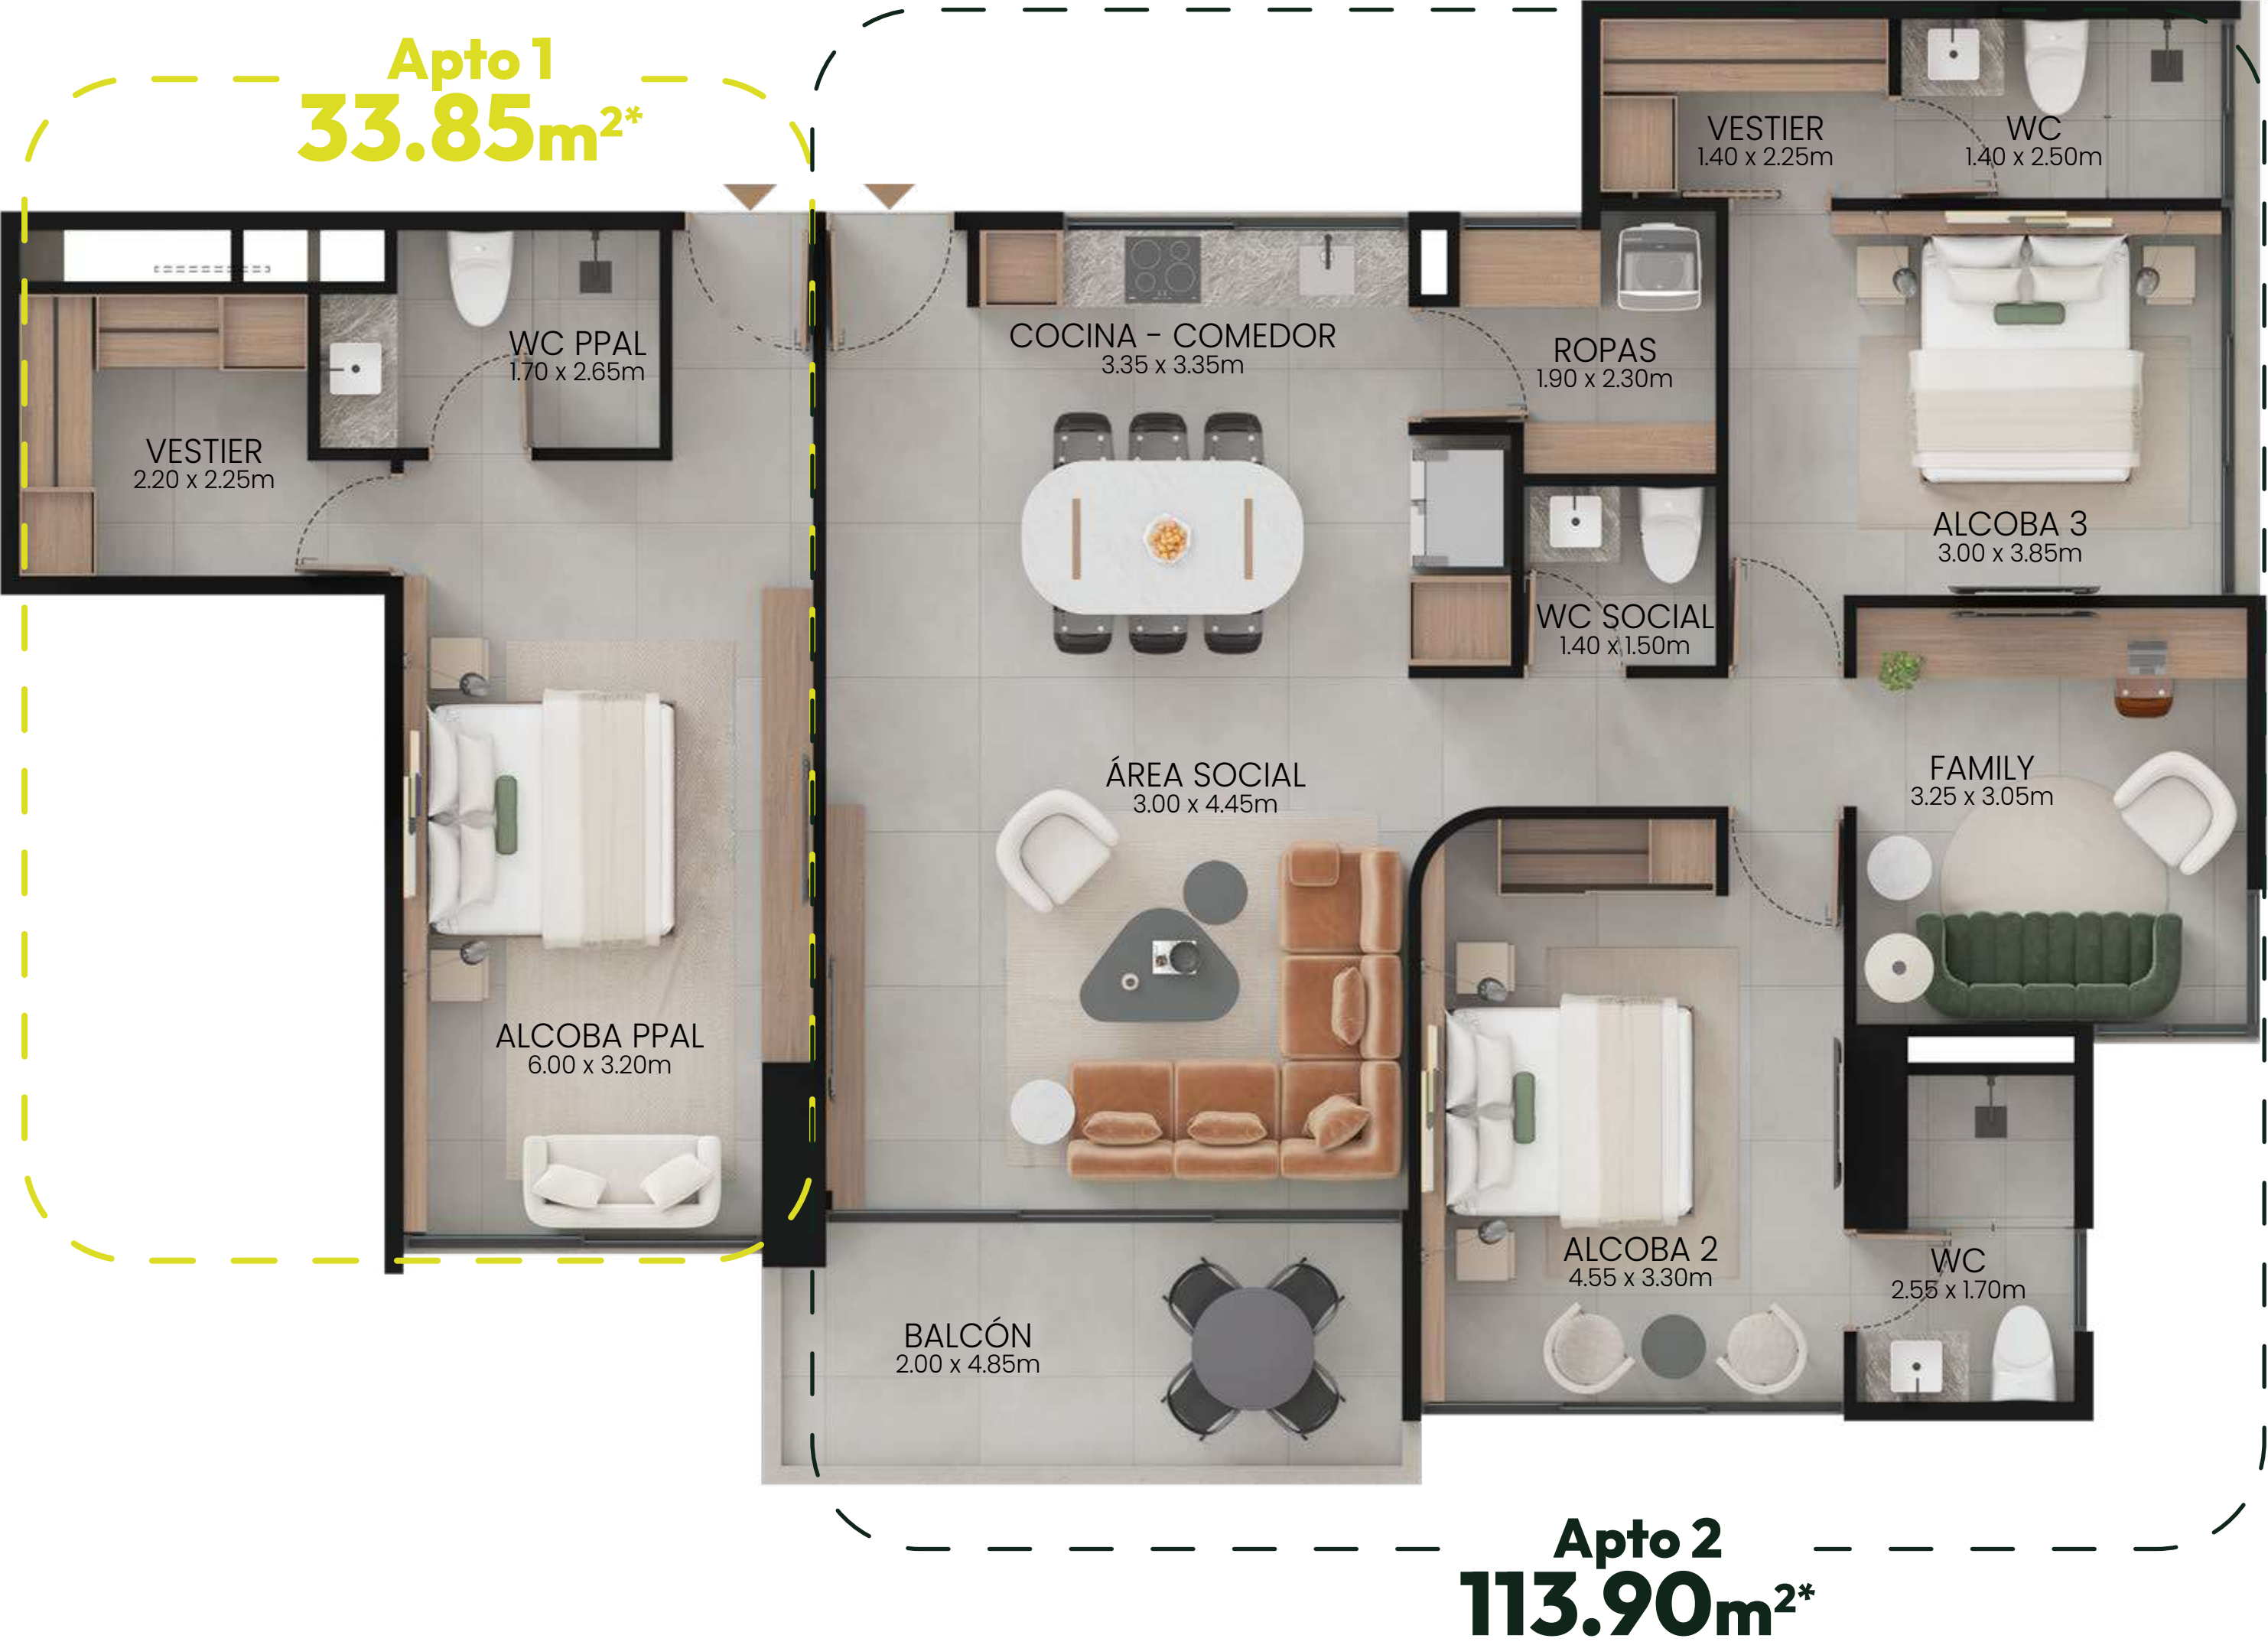 Apto 1
33.85m²*
VESTIER
1.40 x 2.25m
WC
1.40 x 2.50m
WC PPAL
1.70 x 2.65m
COCINA - COMEDOR
3.35 x 3.35m
ROPAS
1.90 x 2.30m
VESTIER
2.20 x 2.25m
ALCOBA 3
3.00 x 3.85m
WC SOCIAL
1.40 x 1.50m
ÁREA SOCIAL
3.00 x 4.45m
FAMILY
3.25 x 3.05m
ALCOBA PPAL
6.00 x 3.20m
ALCOBA 2
4.55 x 3.30m
WC
2.55 x 1.70m
BALCÓN
2.00 x 4.85m
Apto 2
113.90m²*